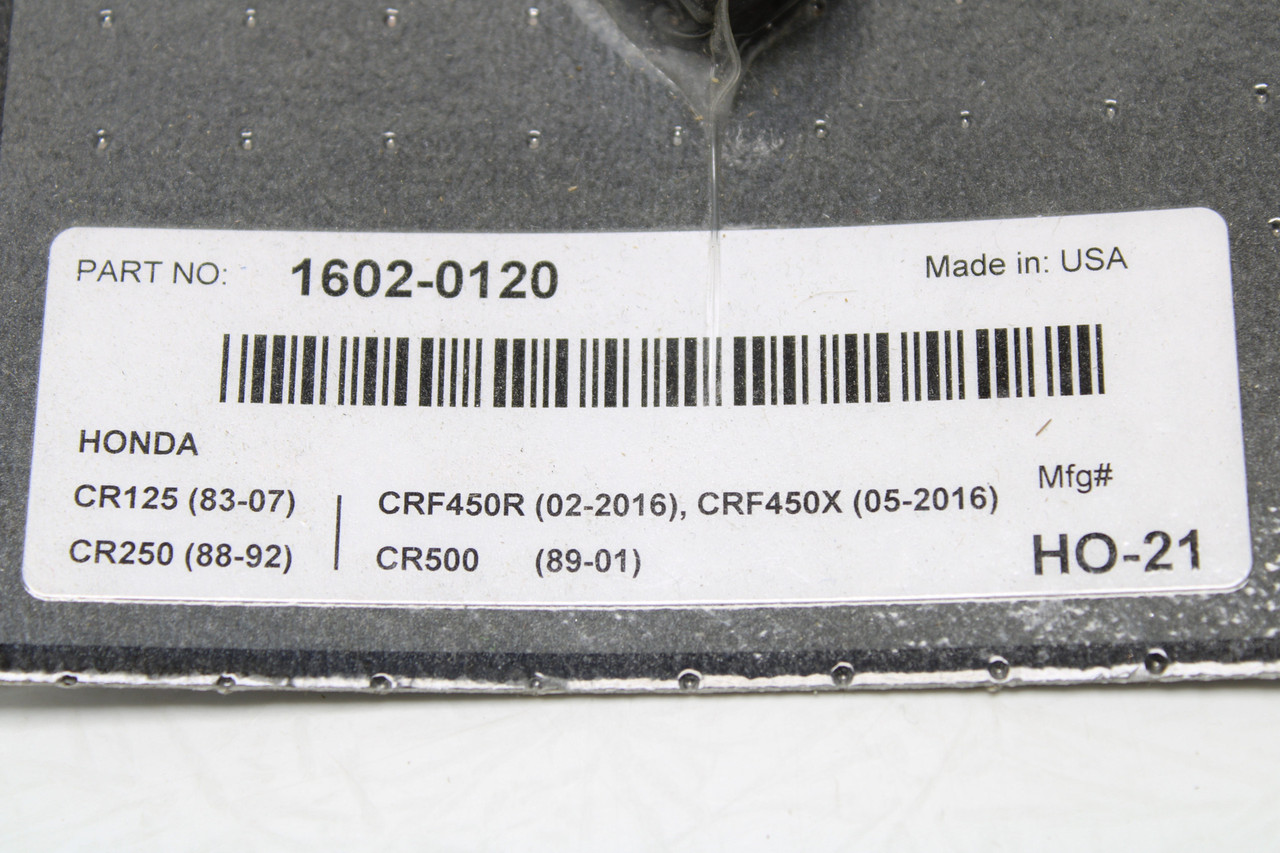 PART NO: 1602-0120 Made in: USA
HONDA
CR125 (83-07) | CRF450R (02-2016), CRF450X (05-2016) Mfg#
CR250 (88-92) | CR500 (89-01) HO-21